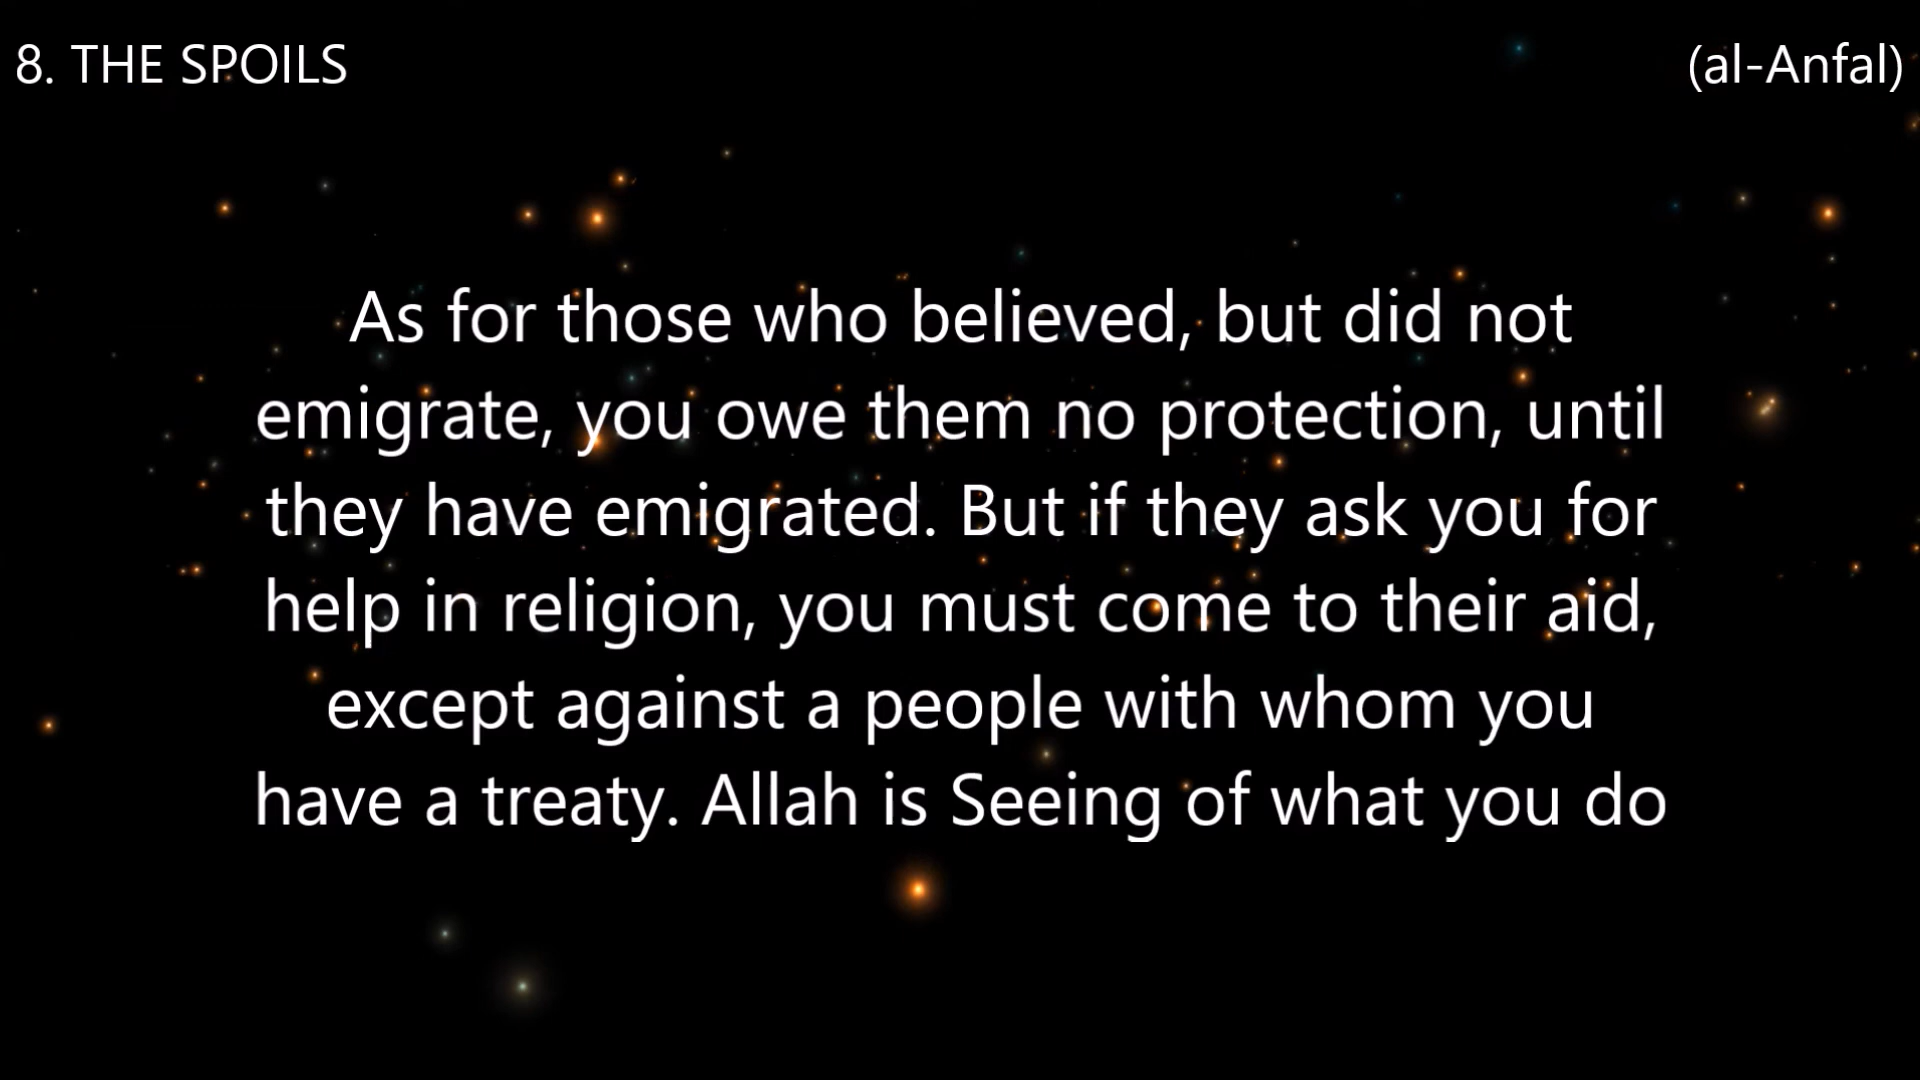 8. THE SPOILS
(al-Anfal)
As for those who believed, but did not
emigrate, you owe them no protection, until
they have emigrated. But if they ask you for
help in religion, you must come to their aid,
except against a people with whom you
have a treaty. Allah is Seeing of what you do